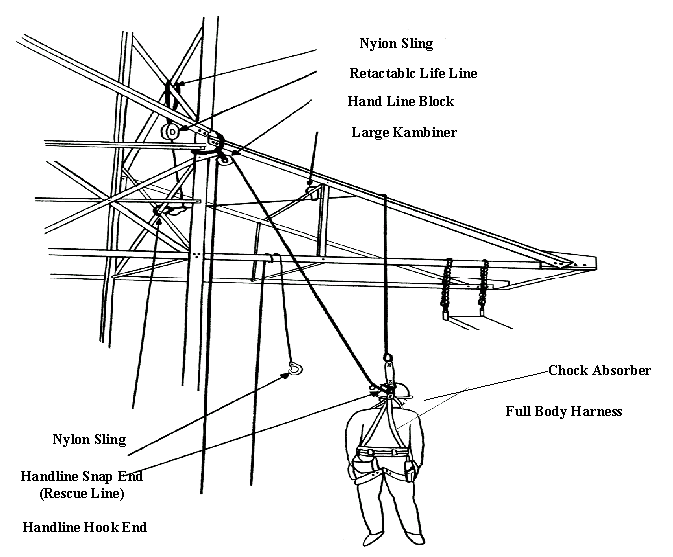 Nyion Sling
Retactablc Life Line
Hand Line Block
Large Kambiner
Chock Absorber
Full Body Harness
Nylon Sling
Handline Snap End
(Rescue Line)
Handline Hook End